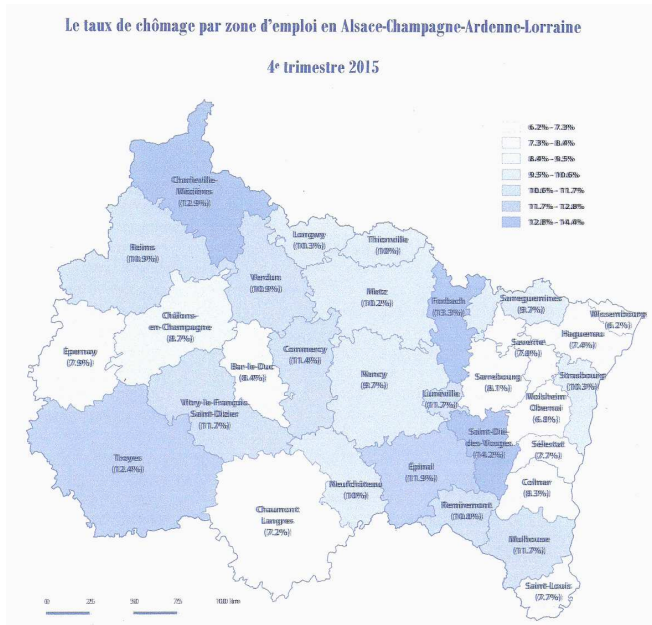 Le taux de chômage par zone d'emploi en Alsace-Champagne-Ardenne-Lorraine
4e trimestre 2015
6.2% - 7.3%
7.3% - 8.4%
8.4% - 9.5%
9.5% - 10.6%
10.6% - 11.7%
11.7% - 12.8%
12.8% - 14.4%
Charleville-
Mézières
(12.9%)
Longwy
(10.3%)
Thionville
(10%)
Reims
(10.9%)
Verdun
(10.9%)
Metz
(10.2%)
Forbach
(13.3%)
Sarreguemines
(9.7%)
Wissembourg
(6.2%)
Haguenau
(7.4%)
Châlons-
en-Champagne
(8.7%)
Saverne
Épernay
(7.9%)
Commercy
(11.4%)
Bar-le-Duc
(8.4%)
Nancy
(9.7%)
Sarrebourg
(8.1%)
Strasbourg
(10.3%)
Lunéville
(11.7%)
Molsheim
Obernai
(6.8%)
Vitry-le-François
Saint-Dizier
(11.7%)
Saint-Dié-
des-Vosges
(14.2%)
Sélestat
(7.2%)
Troyes
(12.4%)
Épinal
(11.9%)
Neufchâteau
(10%)
Colmar
(8.3%)
Remiremont
(10.8%)
Chaumont
Langres
(7.2%)
Mulhouse
(11.7%)
Saint-Louis
(7.7%)
00 25 50 75 100 km